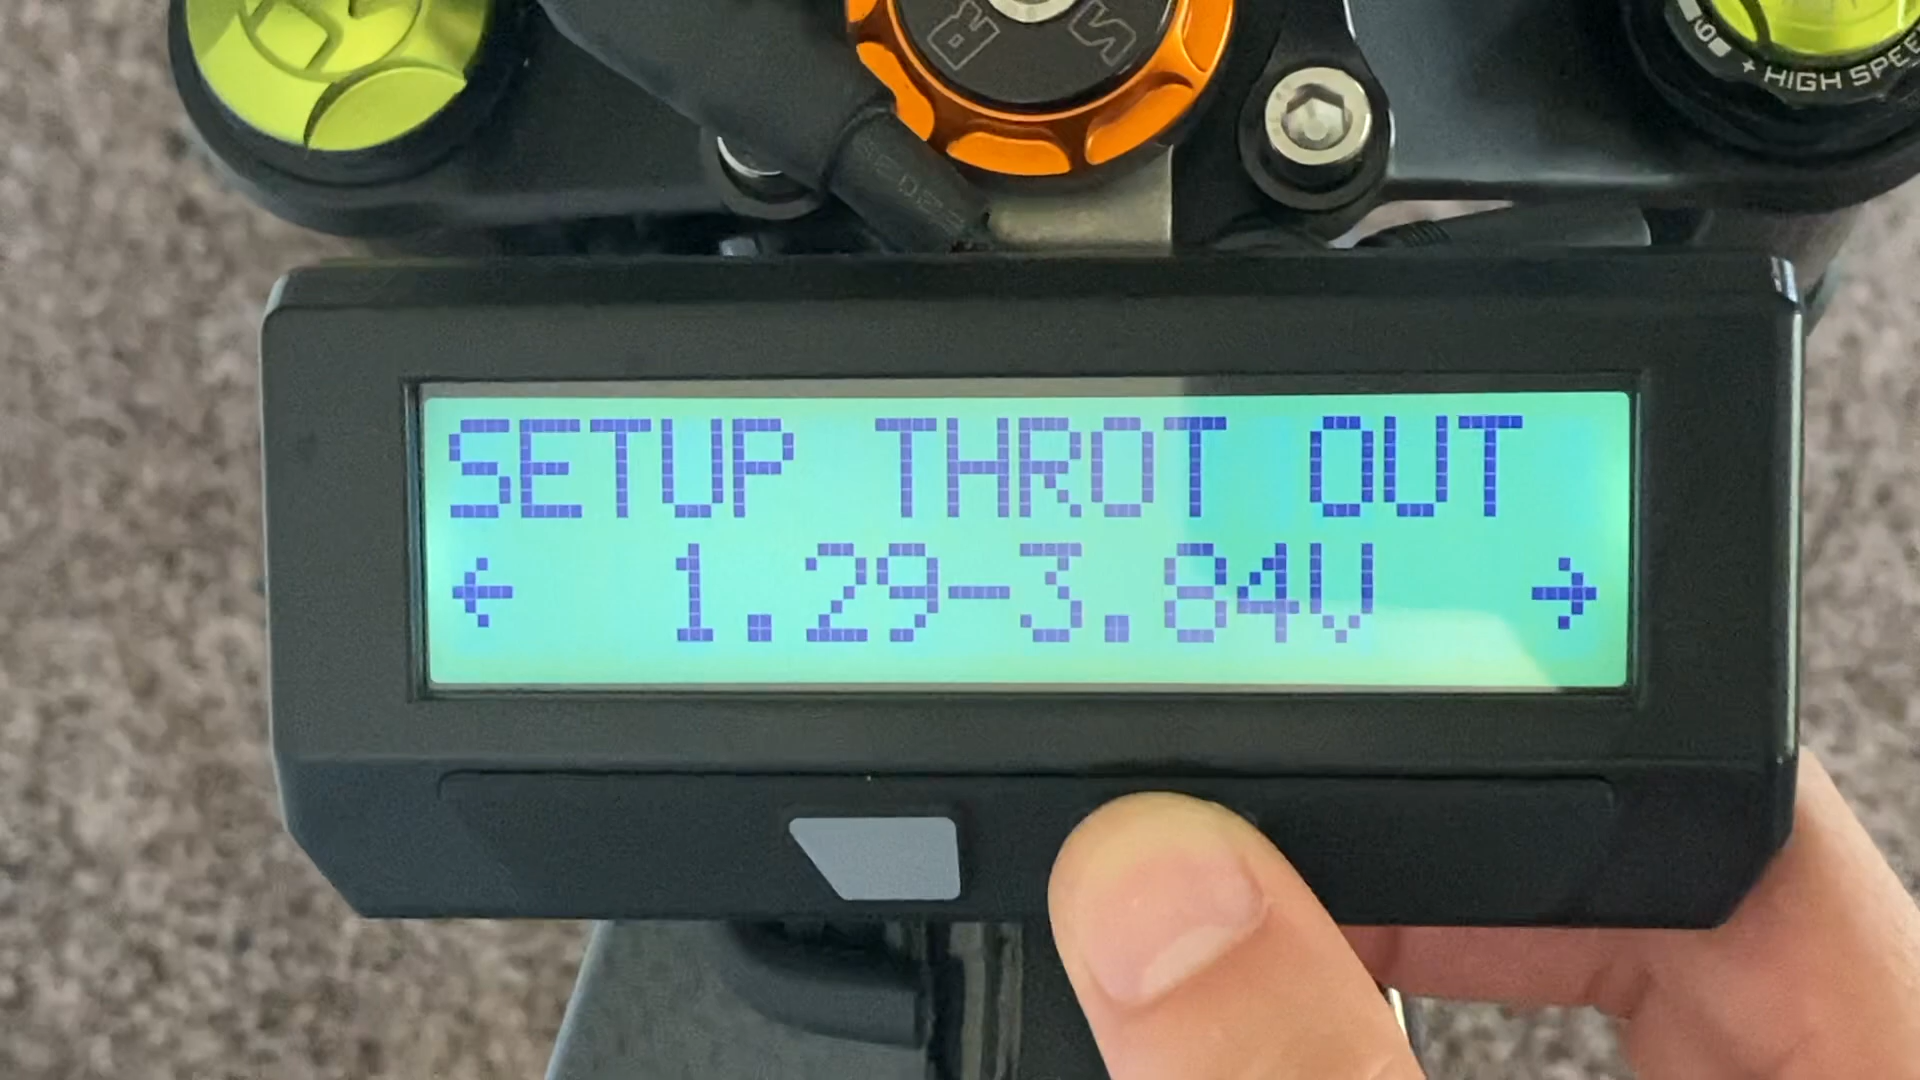 R S
+ HIGH SPEE
SETUP THROT OUT
← 1.29-3.84V →